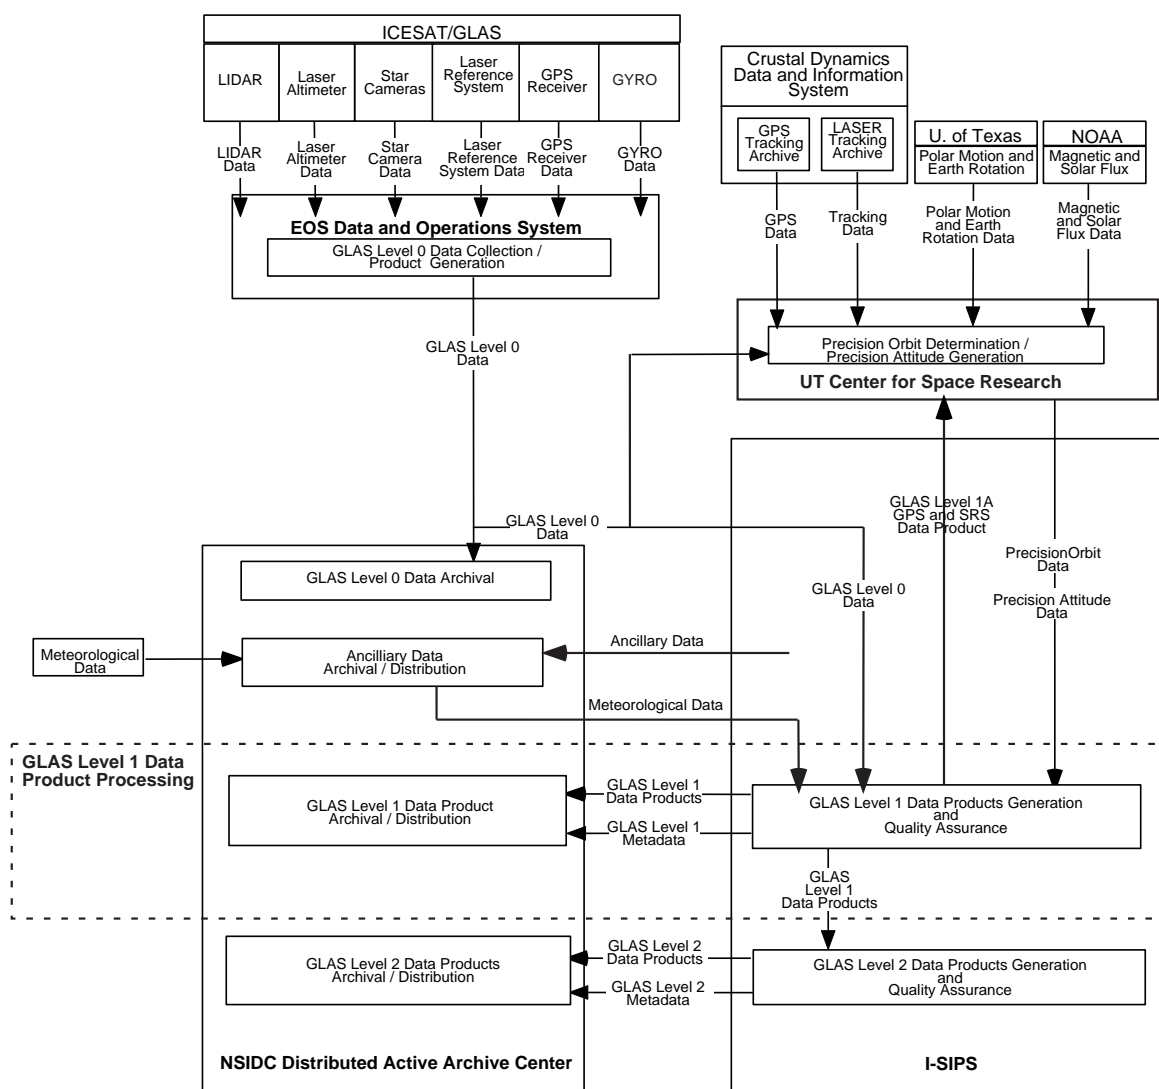 ICESAT/GLAS
LIDAR
Laser
Altimeter
Star
Cameras
Laser
Reference
System
GPS
Receiver
GYRO
LIDAR
Data
Laser
Altimeter
Data
Star
Camera
Data
Laser
Reference
System Data
GPS
Receiver
Data
GYRO
Data
EOS Data and Operations System
GLAS Level 0 Data Collection /
Product Generation
Crustal Dynamics
Data and Information
System
GPS
Tracking
Archive
LASER
Tracking
Archive
U. of Texas
Polar Motion and
Earth Rotation
NOAA
Magnetic and
Solar Flux
GPS
Data
Tracking
Data
Polar Motion
and Earth
Rotation Data
Magnetic
and Solar
Flux Data
Precision Orbit Determination /
Precision Attitude Generation
UT Center for Space Research
GLAS Level 0
Data
GLAS Level 0
Data
GLAS Level 1A
GPS and SRS
Data Product
PrecisionOrbit
Data
Precision Attitude
Data
GLAS Level 0
Data
GLAS Level 0 Data Archival
Meteorological
Data
Ancilliary Data
Archival / Distribution
Ancillary Data
Meteorological Data
GLAS Level 1 Data
Product Processing
GLAS Level 1 Data Product
Archival / Distribution
GLAS Level 1
Data Products
GLAS Level 1
Metadata
GLAS Level 1 Data Products Generation
and
Quality Assurance
GLAS
Level 1
Data Products
GLAS Level 2 Data Products
Archival / Distribution
GLAS Level 2
Data Products
GLAS Level 2
Metadata
GLAS Level 2 Data Products Generation
and
Quality Assurance
NSIDC Distributed Active Archive Center
I-SIPS